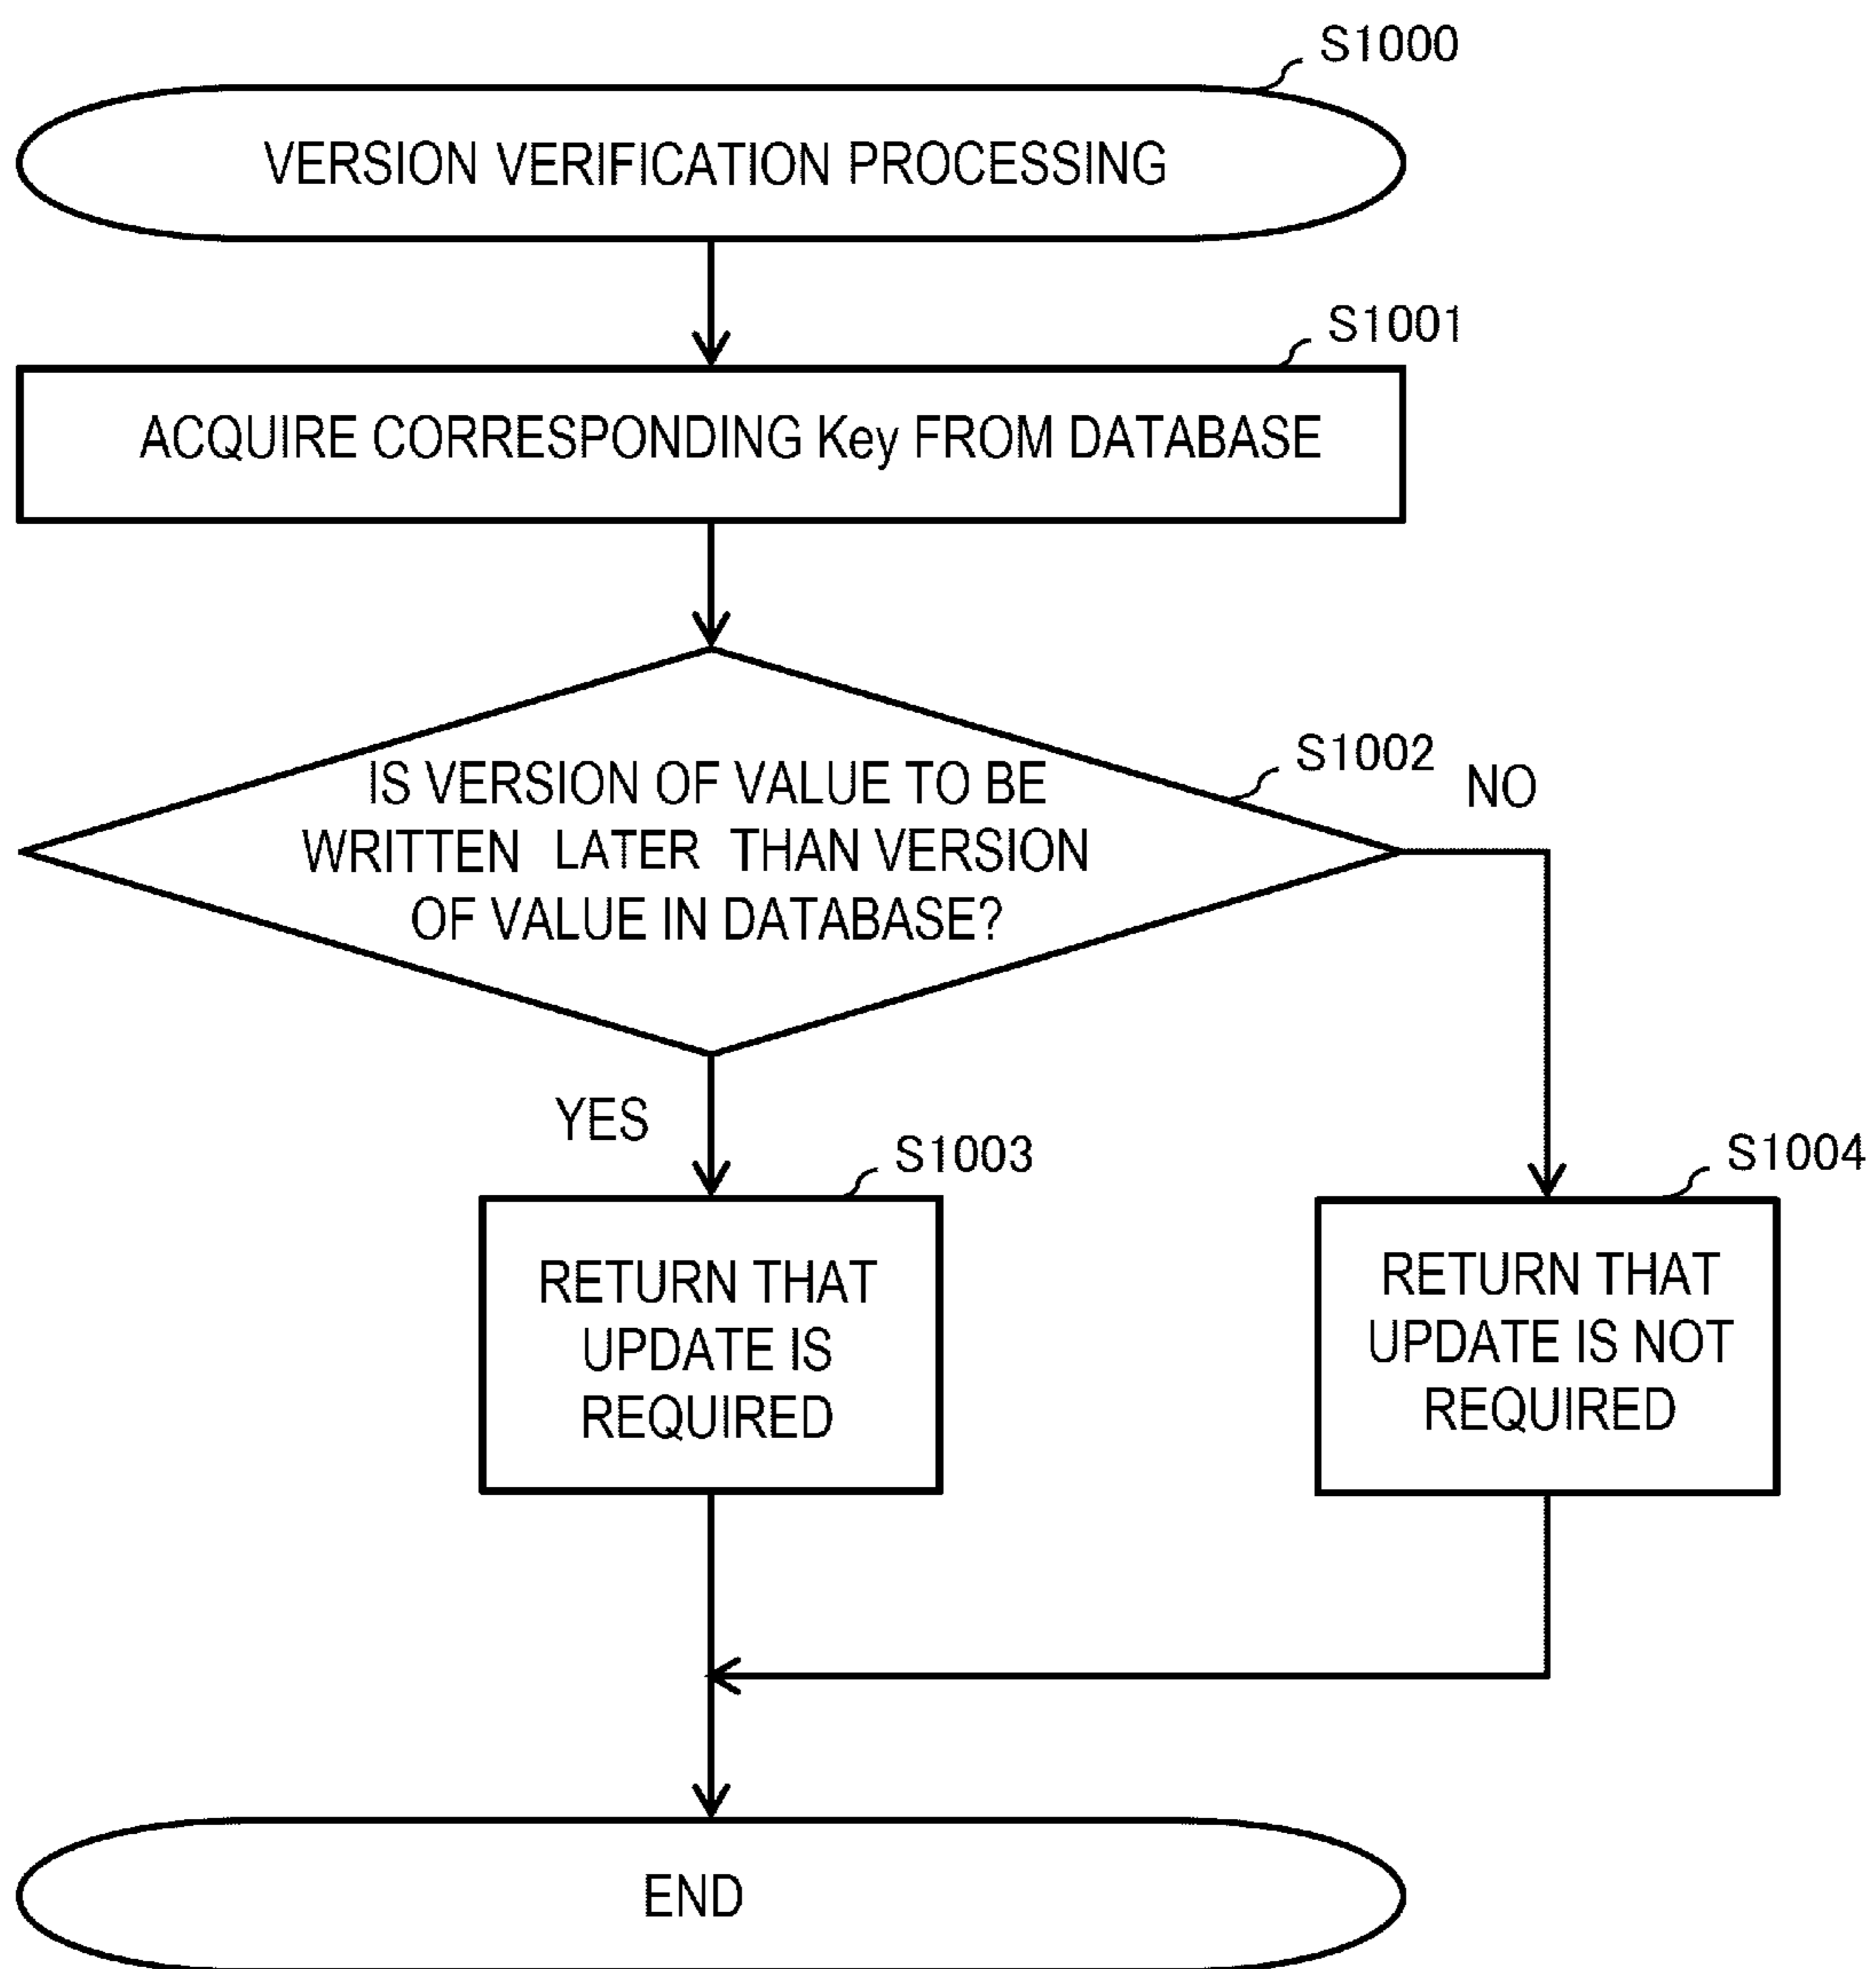 S1000
VERSION VERIFICATION PROCESSING
S1001
ACQUIRE CORRESPONDING Key FROM DATABASE
S1002
NO
IS VERSION OF VALUE TO BE
WRITTEN LATER THAN VERSION
OF VALUE IN DATABASE?
YES
S1003
S1004
RETURN THAT
UPDATE IS
REQUIRED
RETURN THAT
UPDATE IS NOT
REQUIRED
END